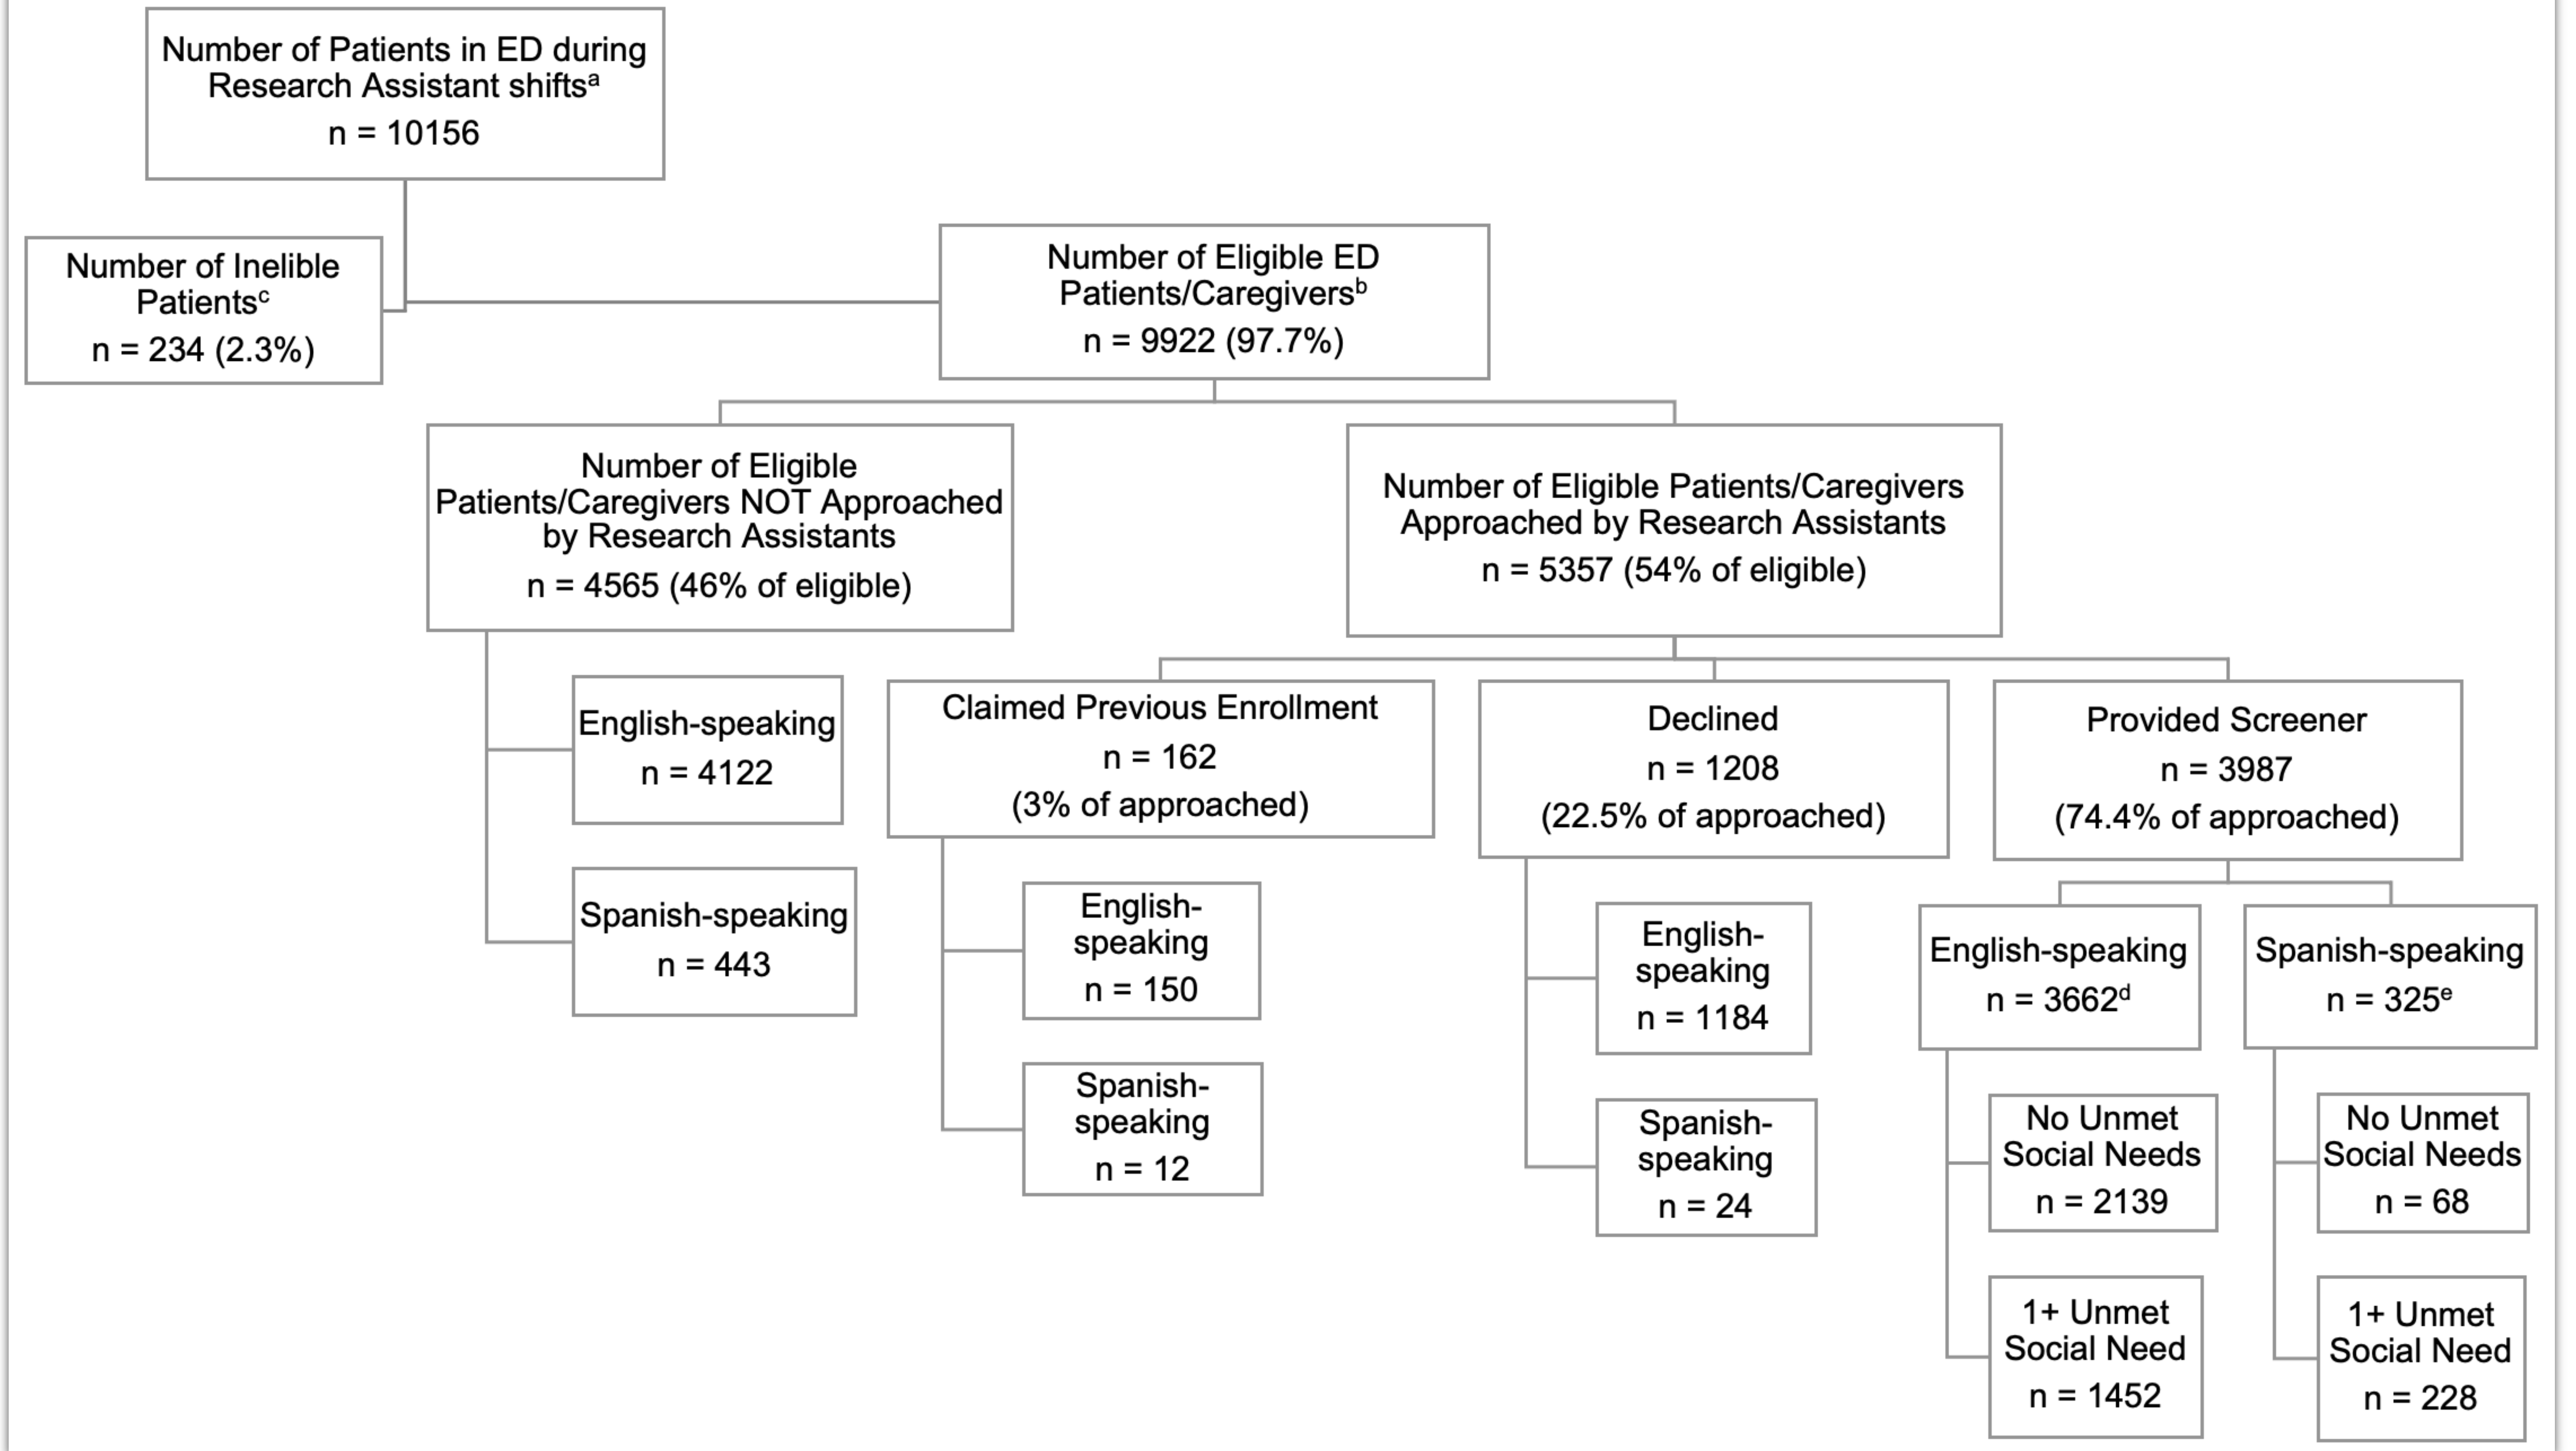 Number of Patients in ED during
Research Assistant shiftsᵃ
n = 10156
Number of Inelible
Patientsᶜ
n = 234 (2.3%)
Number of Eligible ED
Patients/Caregiversᵇ
n = 9922 (97.7%)
Number of Eligible
Patients/Caregivers NOT Approached
by Research Assistants
n = 4565 (46% of eligible)
Number of Eligible Patients/Caregivers
Approached by Research Assistants
n = 5357 (54% of eligible)
English-speaking
n = 4122
Spanish-speaking
n = 443
Claimed Previous Enrollment
n = 162
(3% of approached)
English-
speaking
n = 150
Spanish-
speaking
n = 12
Declined
n = 1208
(22.5% of approached)
English-
speaking
n = 1184
Spanish-
speaking
n = 24
Provided Screener
n = 3987
(74.4% of approached)
English-speaking
n = 3662ᵈ
No Unmet
Social Needs
n = 2139
1+ Unmet
Social Need
n = 1452
Spanish-speaking
n = 325ᵉ
No Unmet
Social Needs
n = 68
1+ Unmet
Social Need
n = 228